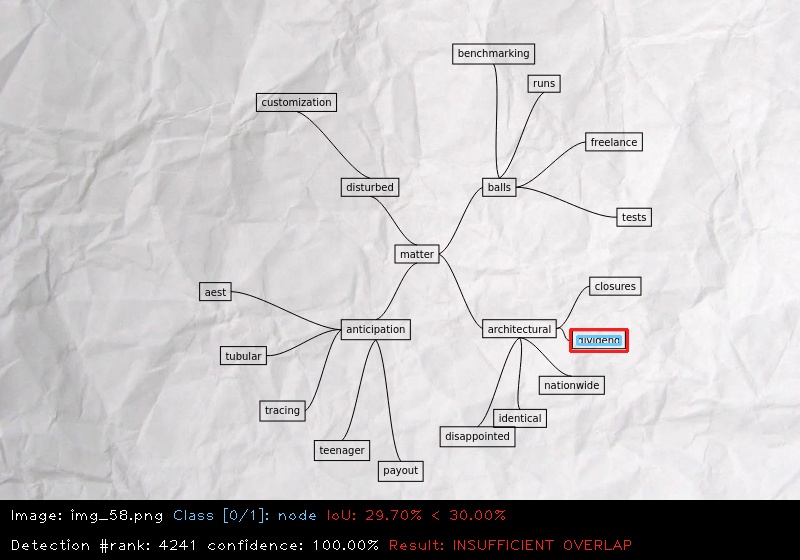 benchmarking
runs
customization
freelance
disturbed
balls
tests
matter
closures
aest
anticipation
architectural
tubular
nationwide
tracing
identical
disappointed
teenager
payout
Image: img_58.png Class [0/1]: node IoU: 29.70% < 30.00%
Detection #rank: 4241 confidence: 100.00% Result: INSUFFICIENT OVERLAP